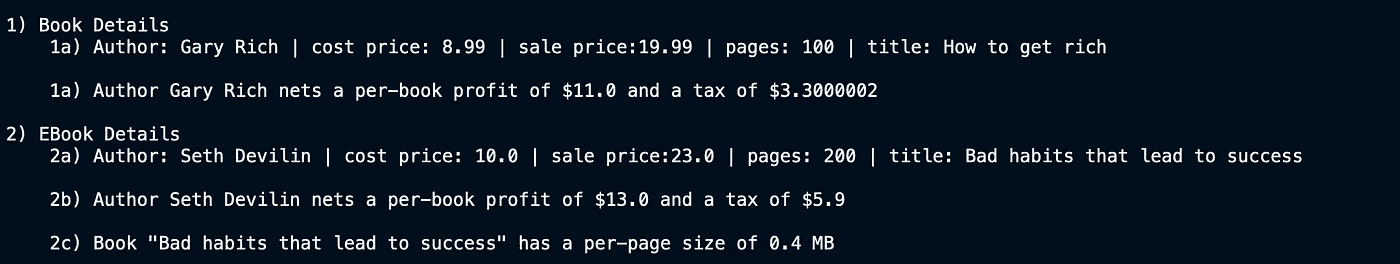 1) Book Details
1a) Author: Gary Rich | cost price: 8.99 | sale price:19.99 | pages: 100 | title: How to get rich
1a) Author Gary Rich nets a per-book profit of $11.0 and a tax of $3.3000002
2) EBook Details
2a) Author: Seth Devilin | cost price: 10.0 | sale price:23.0 | pages: 200 | title: Bad habits that lead to success
2b) Author Seth Devilin nets a per-book profit of $13.0 and a tax of $5.9
2c) Book "Bad habits that lead to success" has a per-page size of 0.4 MB